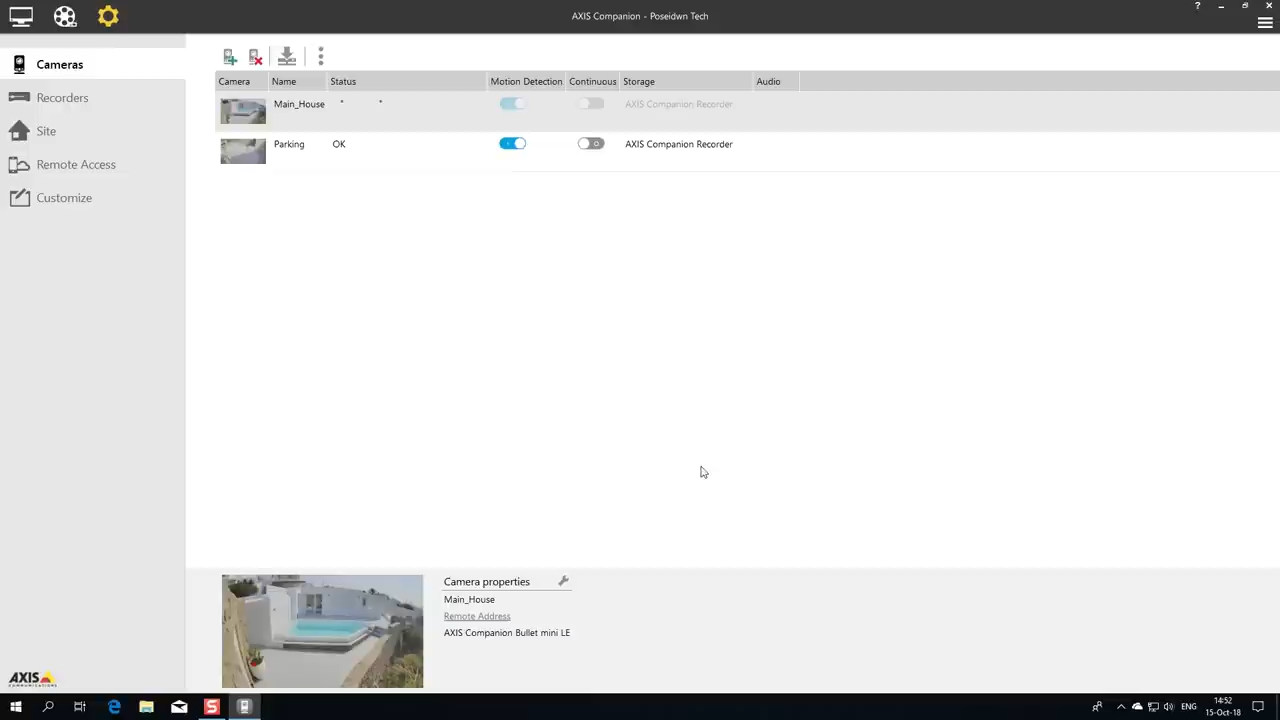 AXIS Companion - Poseidwn Tech
?
Cameras
Recorders
Site
Remote Access
Customize
Camera Name Status Motion Detection Continuous Storage Audio
Main_House AXIS Companion Recorder
Parking OK AXIS Companion Recorder
Camera properties
Main_House
Remote Address
AXIS Companion Bullet mini LE
AXIS
COMMUNICATIONS
ENG
14:52
15-Oct-18